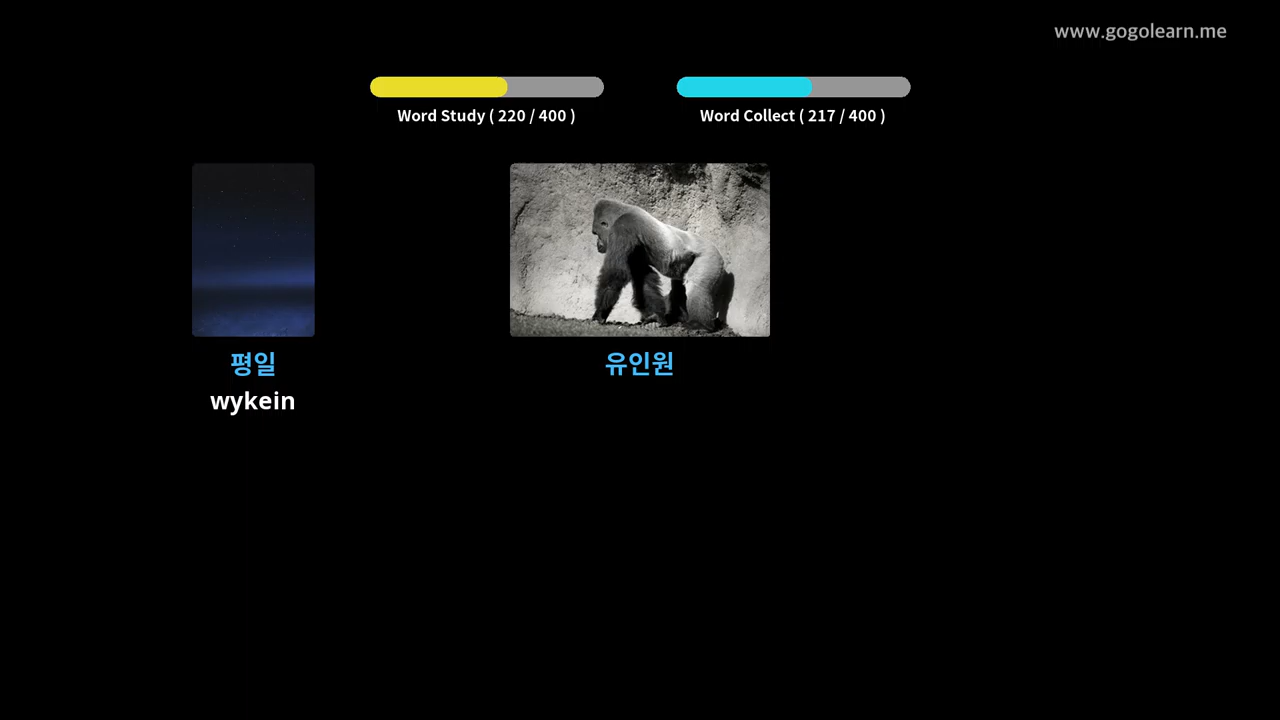 www.gogolearn.me
Word Study ( 220 / 400 )
Word Collect ( 217 / 400 )
평일
wykein
유인원